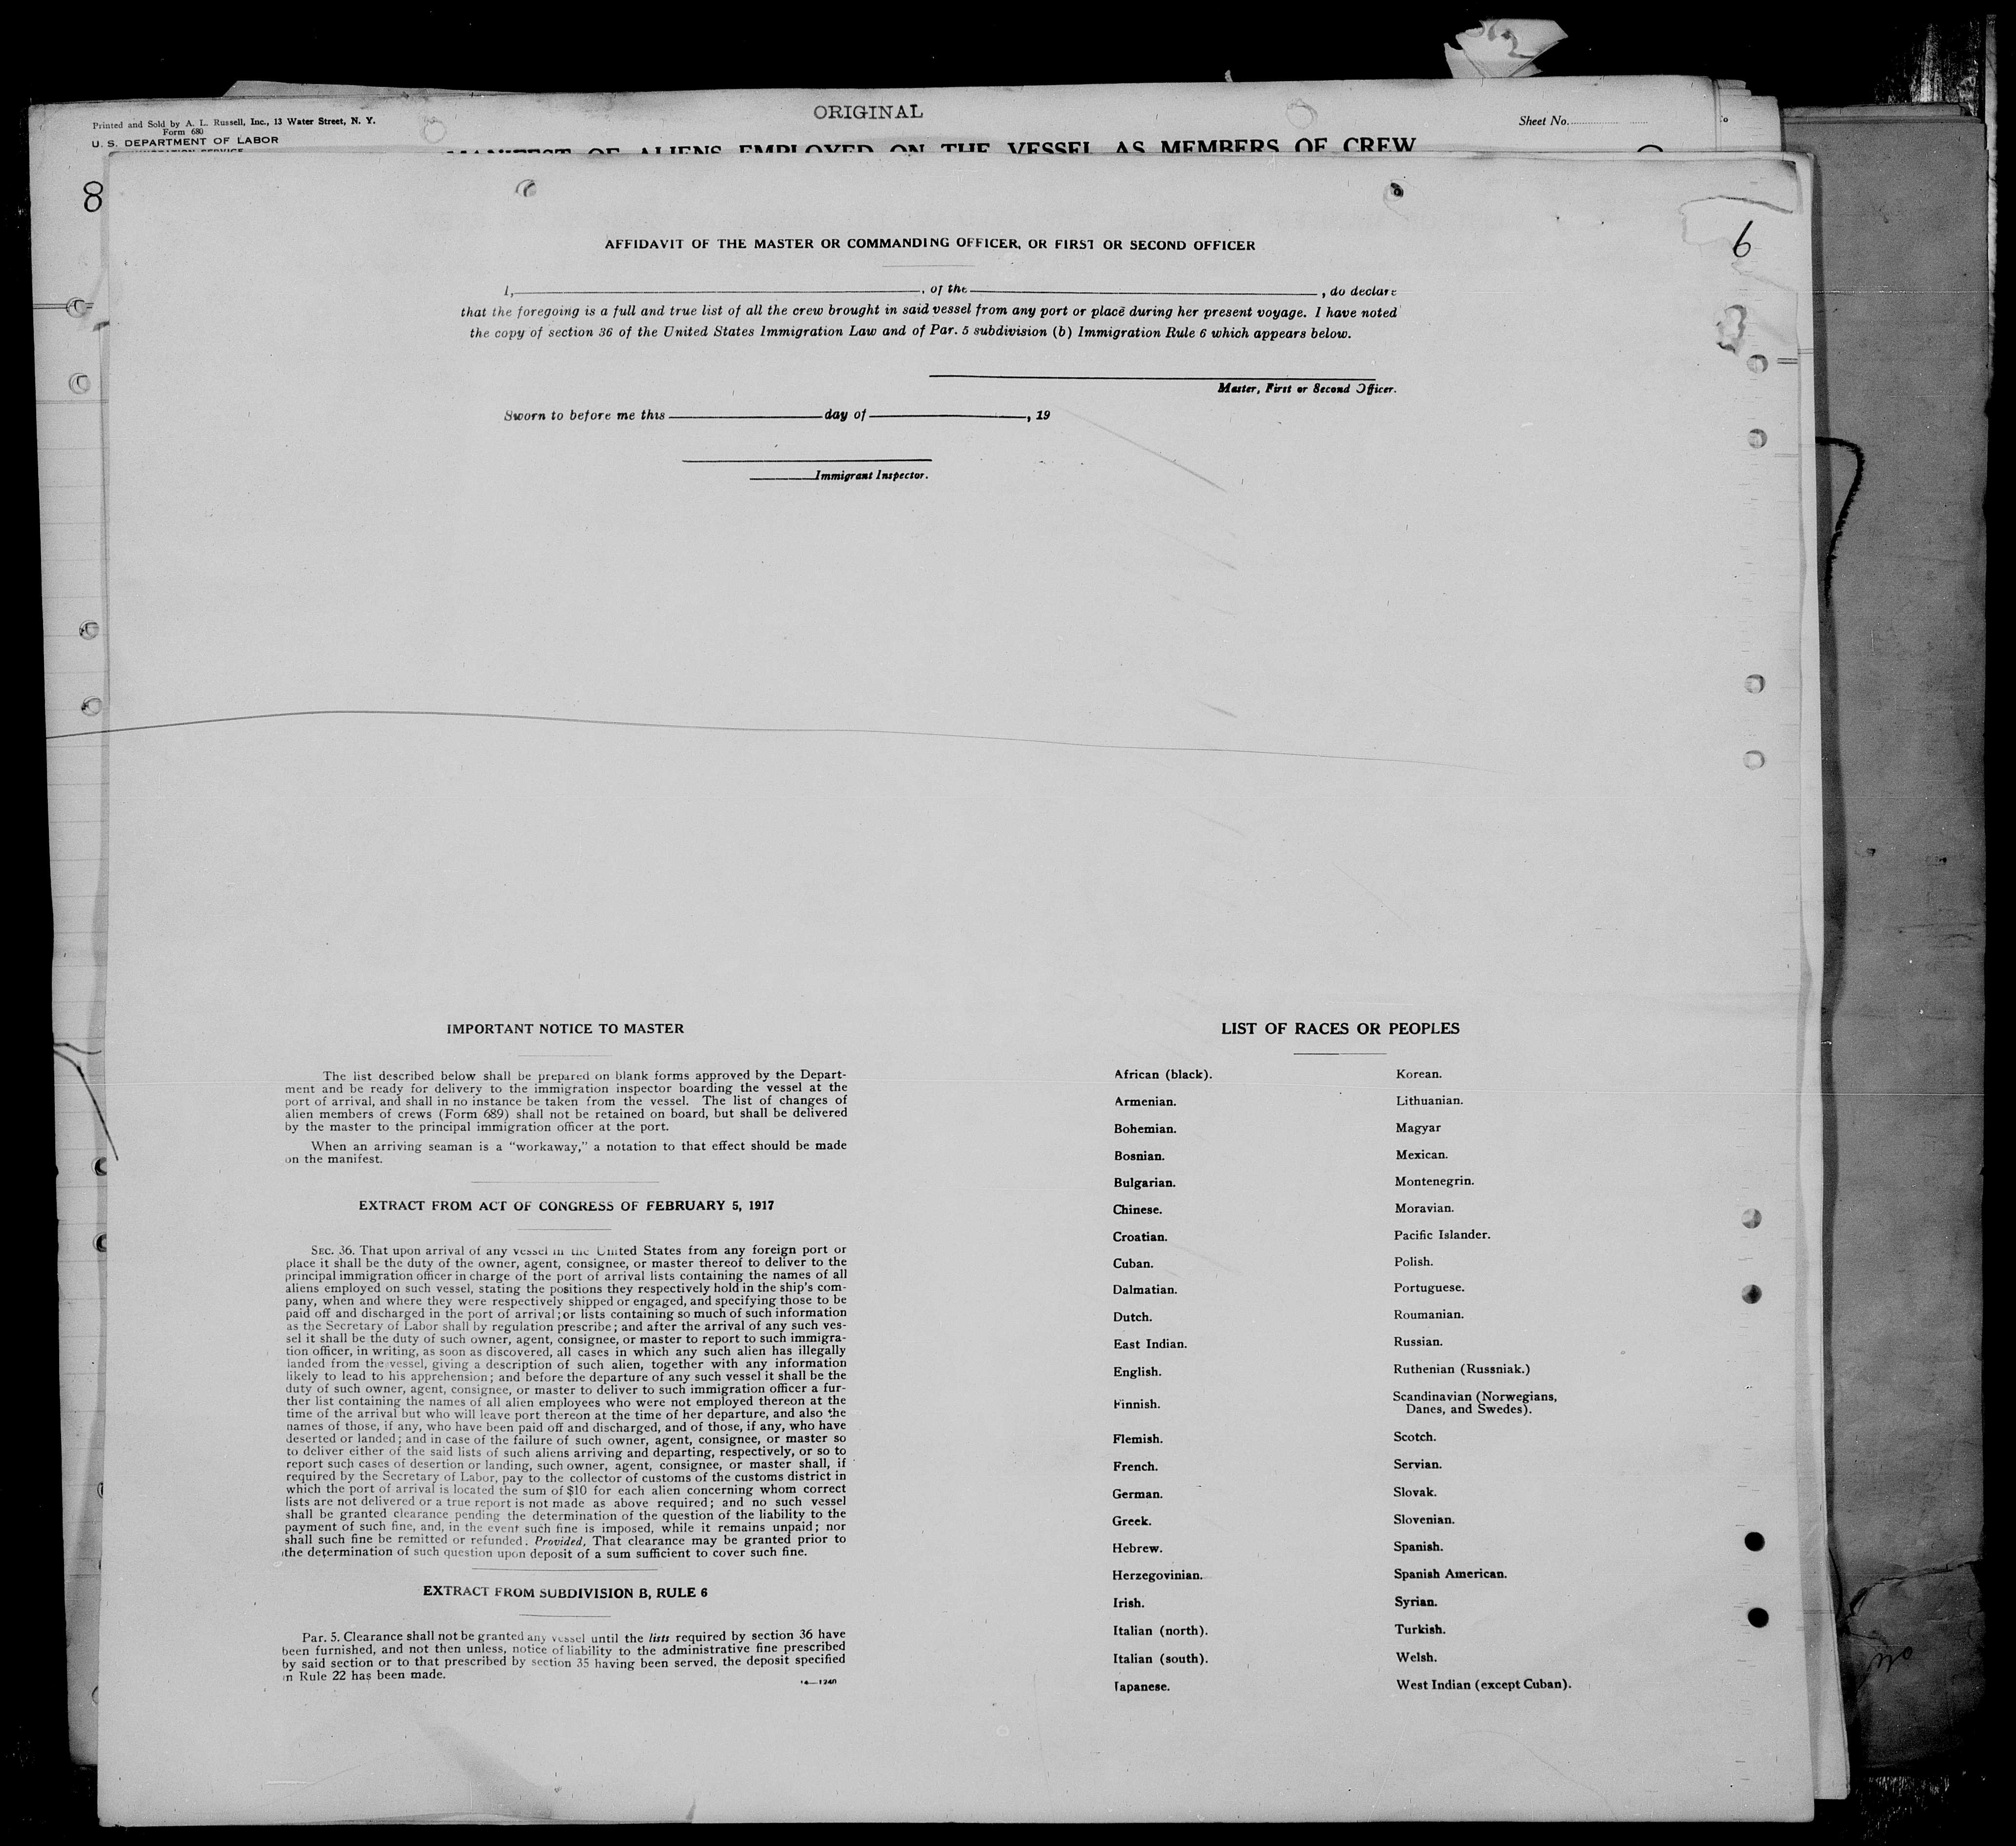 ORIGINAL
Printed and Sold by A. L. Russell, Inc., 13 Water Street, N. Y.
Form 680
U. S. DEPARTMENT OF LABOR
Sheet No.
MANIFEST OF ALIENS EMPLOYED ON THE VESSEL AS MEMBERS OF CREW
8
6
AFFIDAVIT OF THE MASTER OR COMMANDING OFFICER, OR FIRST OR SECOND OFFICER
I, , of the , do declare
that the foregoing is a full and true list of all the crew brought in said vessel from any port or place during her present voyage. I have noted
the copy of section 36 of the United States Immigration Law and of Par. 5 subdivision (b) Immigration Rule 6 which appears below.
Master, First or Second Officer.
Sworn to before me this day of , 19
Immigrant Inspector.
IMPORTANT NOTICE TO MASTER
The list described below shall be prepared on blank forms approved by the Depart-
ment and be ready for delivery to the immigration inspector boarding the vessel at the
port of arrival, and shall in no instance be taken from the vessel. The list of changes of
alien members of crews (Form 689) shall not be retained on board, but shall be delivered
by the master to the principal immigration officer at the port.
When an arriving seaman is a “workaway,” a notation to that effect should be made
on the manifest.
EXTRACT FROM ACT OF CONGRESS OF FEBRUARY 5, 1917
SEC. 36. That upon arrival of any vessel in the United States from any foreign port or
place it shall be the duty of the owner, agent, consignee, or master thereof to deliver to the
principal immigration officer in charge of the port of arrival lists containing the names of all
aliens employed on such vessel, stating the positions they respectively hold in the ship's com-
pany, when and where they were respectively shipped or engaged, and specifying those to be
paid off and discharged in the port of arrival; or lists containing so much of such information
as the Secretary of Labor shall by regulation prescribe; and after the arrival of any such ves-
sel it shall be the duty of such owner, agent, consignee, or master to report to such immigra-
tion officer, in writing, as soon as discovered, all cases in which any such alien has illegally
landed from the vessel, giving a description of such alien, together with any information
likely to lead to his apprehension; and before the departure of any such vessel it shall be the
duty of such owner, agent, consignee, or master to deliver to such immigration officer a fur-
ther list containing the names of all alien employees who were not employed thereon at the
time of the arrival but who will leave port thereon at the time of her departure, and also the
names of those, if any, who have been paid off and discharged, and of those, if any, who have
deserted or landed; and in case of the failure of such owner, agent, consignee, or master so
to deliver either of the said lists of such aliens arriving and departing, respectively, or so to
report such cases of desertion or landing, such owner, agent, consignee, or master shall, if
required by the Secretary of Labor, pay to the collector of customs of the customs district in
which the port of arrival is located the sum of $10 for each alien concerning whom correct
lists are not delivered or a true report is not made as above required; and no such vessel
shall be granted clearance pending the determination of the question of the liability to the
payment of such fine, and, in the event such fine is imposed, while it remains unpaid; nor
shall such fine be remitted or refunded. Provided, That clearance may be granted prior to
the determination of such question upon deposit of a sum sufficient to cover such fine.
EXTRACT FROM SUBDIVISION B, RULE 6
Par. 5. Clearance shall not be granted any vessel until the lists required by section 36 have
been furnished, and not then unless, notice of liability to the administrative fine prescribed
by said section or to that prescribed by section 35 having been served, the deposit specified
in Rule 22 has been made.
14—1240
LIST OF RACES OR PEOPLES
African (black).
Armenian.
Bohemian.
Bosnian.
Bulgarian.
Chinese.
Croatian.
Cuban.
Dalmatian.
Dutch.
East Indian.
English.
Finnish.
Flemish.
French.
German.
Greek.
Hebrew.
Herzegovinian.
Irish.
Italian (north).
Italian (south).
Japanese.
Korean.
Lithuanian.
Magyar
Mexican.
Montenegrin.
Moravian.
Pacific Islander.
Polish.
Portuguese.
Roumanian.
Russian.
Ruthenian (Russniak.)
Scandinavian (Norwegians,
Danes, and Swedes).
Scotch.
Servian.
Slovak.
Slovenian.
Spanish.
Spanish American.
Syrian.
Turkish.
Welsh.
West Indian (except Cuban).